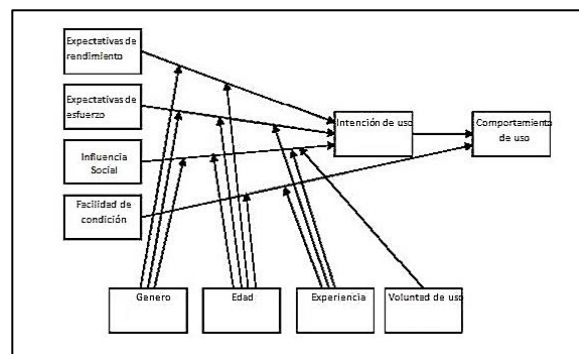 Expectativas de
rendimiento
Expectativas de
esfuerzo
Influencia
Social
Facilidad de
condición
Intención de uso
Comportamiento
de uso
Genero
Edad
Experiencia
Voluntad de uso